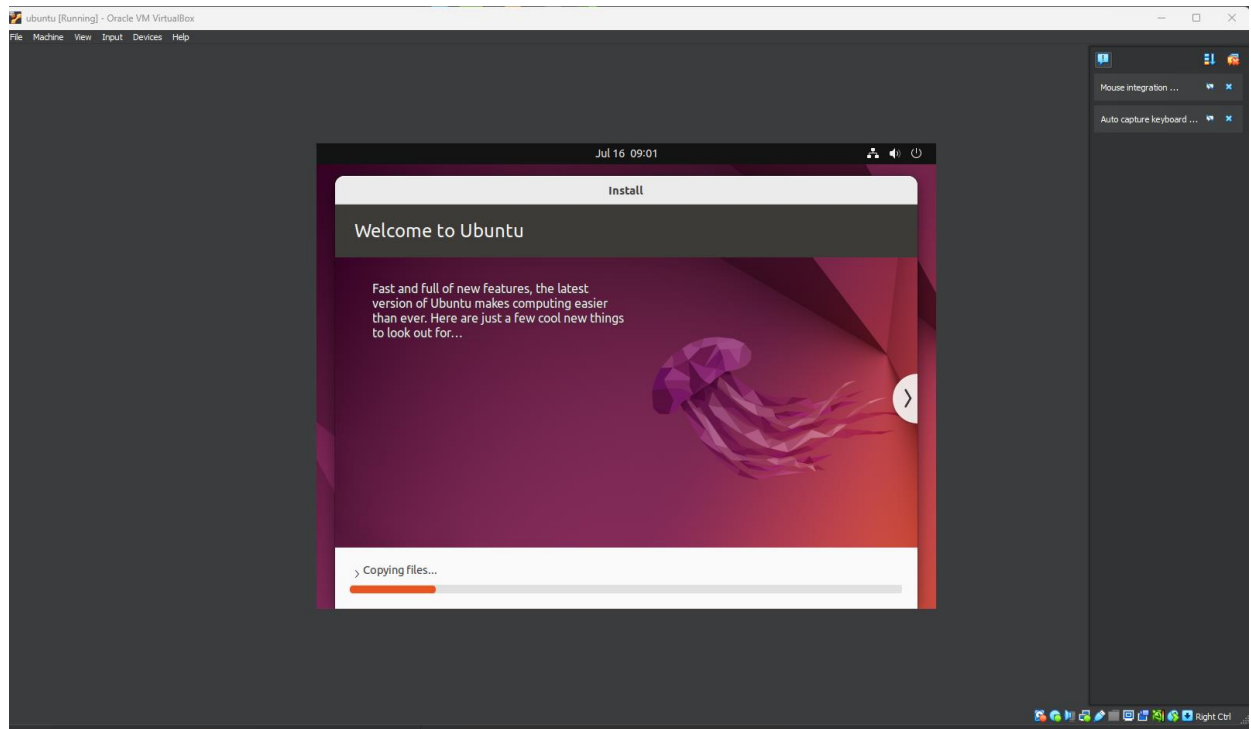 ubuntu [Running] - Oracle VM VirtualBox
File Machine View Input Devices Help
Mouse integration ...
Auto capture keyboard ...
Jul 16 09:01
Install
Welcome to Ubuntu
Fast and full of new features, the latest
version of Ubuntu makes computing easier
than ever. Here are just a few cool new things
to look out for...
Copying files...
Right Ctrl